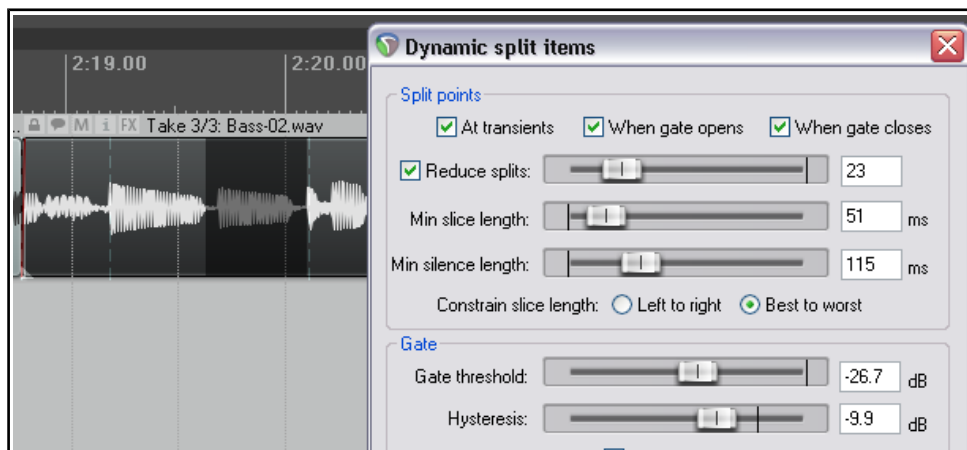 Dynamic split items
2:19.00 2:20.00
.. M i FX Take 3/3: Bass-02.wav
Split points
At transients When gate opens When gate closes
Reduce splits: 23
Min slice length: 51 ms
Min silence length: 115 ms
Constrain slice length: Left to right Best to worst
Gate
Gate threshold: -26.7 dB
Hysteresis: -9.9 dB